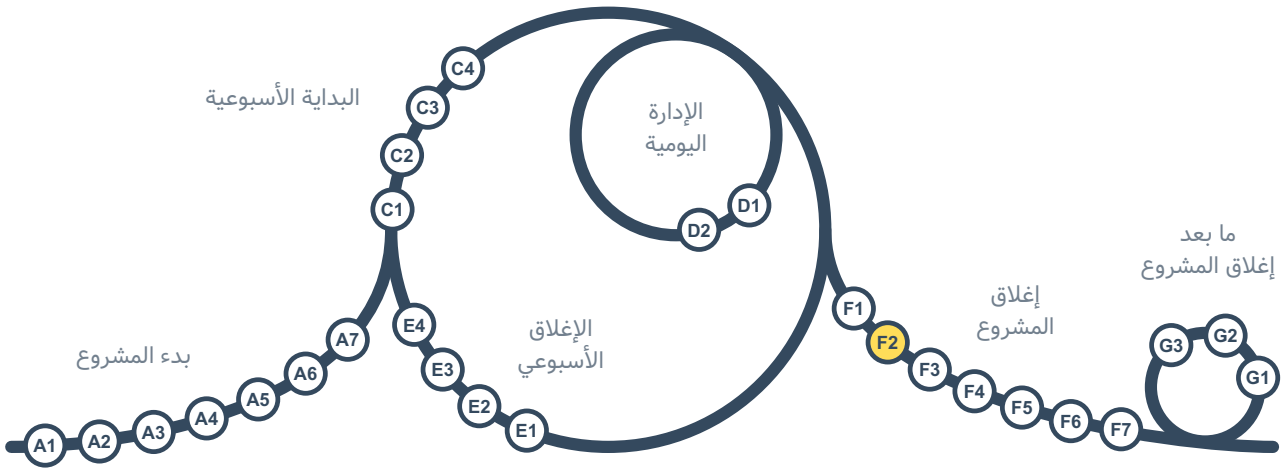 البداية الأسبوعية
الإدارة
اليومية
ما بعد
إغلاق المشروع
إغلاق
المشروع
الإغلاق
الأسبوعي
بدء المشروع
A1
A2
A3
A4
A5
A6
A7
C1
C2
C3
C4
D1
D2
E1
E2
E3
E4
F1
F2
F3
F4
F5
F6
F7
G1
G2
G3